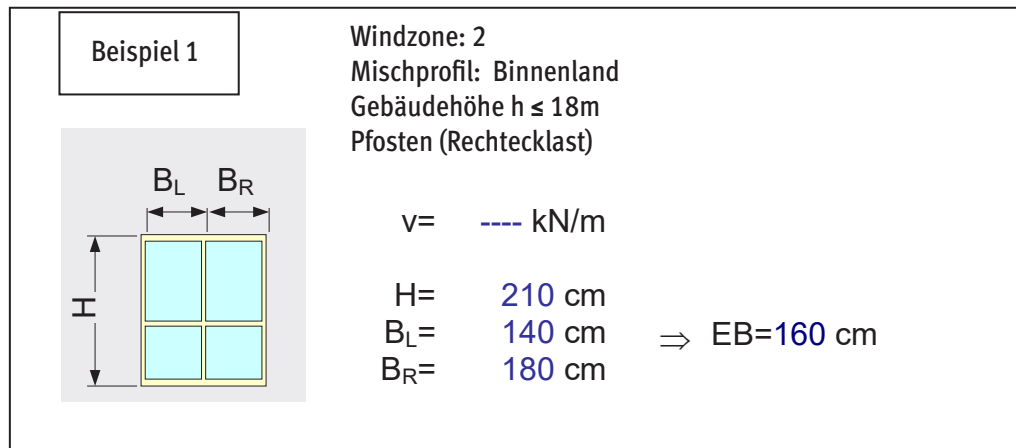 Beispiel 1
Windzone: 2
Mischprofil: Binnenland
Gebäudehöhe h ≤ 18m
Pfosten (Rechtecklast)
BL BR
H
v= ---- kN/m
H= 210 cm
BL= 140 cm ⇒ EB=160 cm
BR= 180 cm